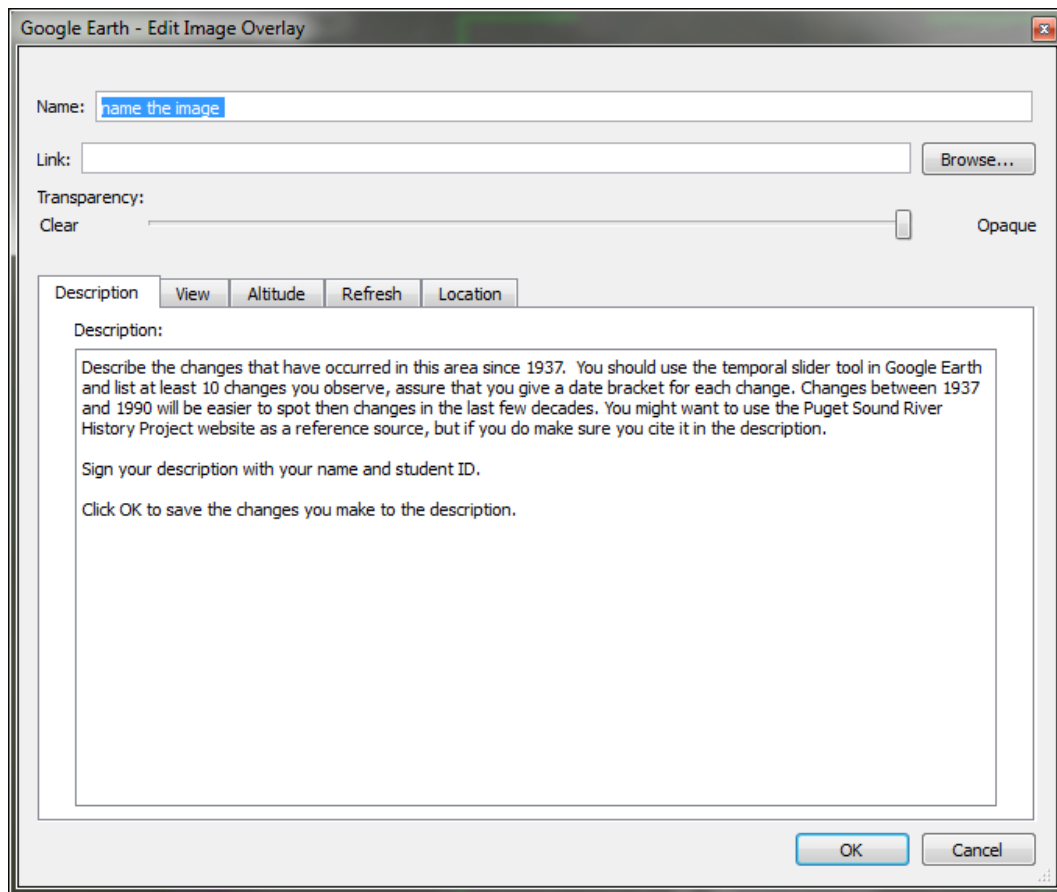 Google Earth - Edit Image Overlay
Name: name the image
Link: Browse...
Transparency:
Clear Opaque
Description View Altitude Refresh Location
Description:
Describe the changes that have occurred in this area since 1937. You should use the temporal slider tool in Google Earth
and list at least 10 changes you observe, assure that you give a date bracket for each change. Changes between 1937
and 1990 will be easier to spot then changes in the last few decades. You might want to use the Puget Sound River
History Project website as a reference source, but if you do make sure you cite it in the description.
Sign your description with your name and student ID.
Click OK to save the changes you make to the description.
OK Cancel